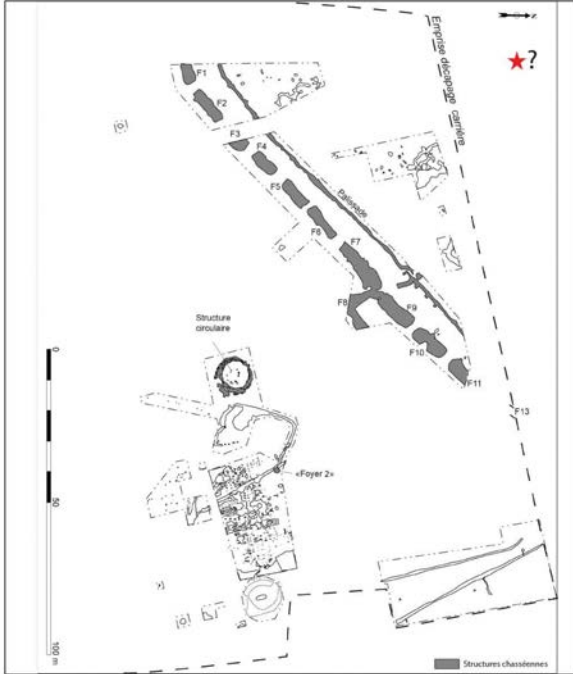 N
?
Emprise décapage carrière
F1
F2
F3
F4
F5
Palissade
F6
F7
F8
F9
F10
F11
F13
Structure
circulaire
«Foyer 2»
0
50
100 m
Structures chasséennes